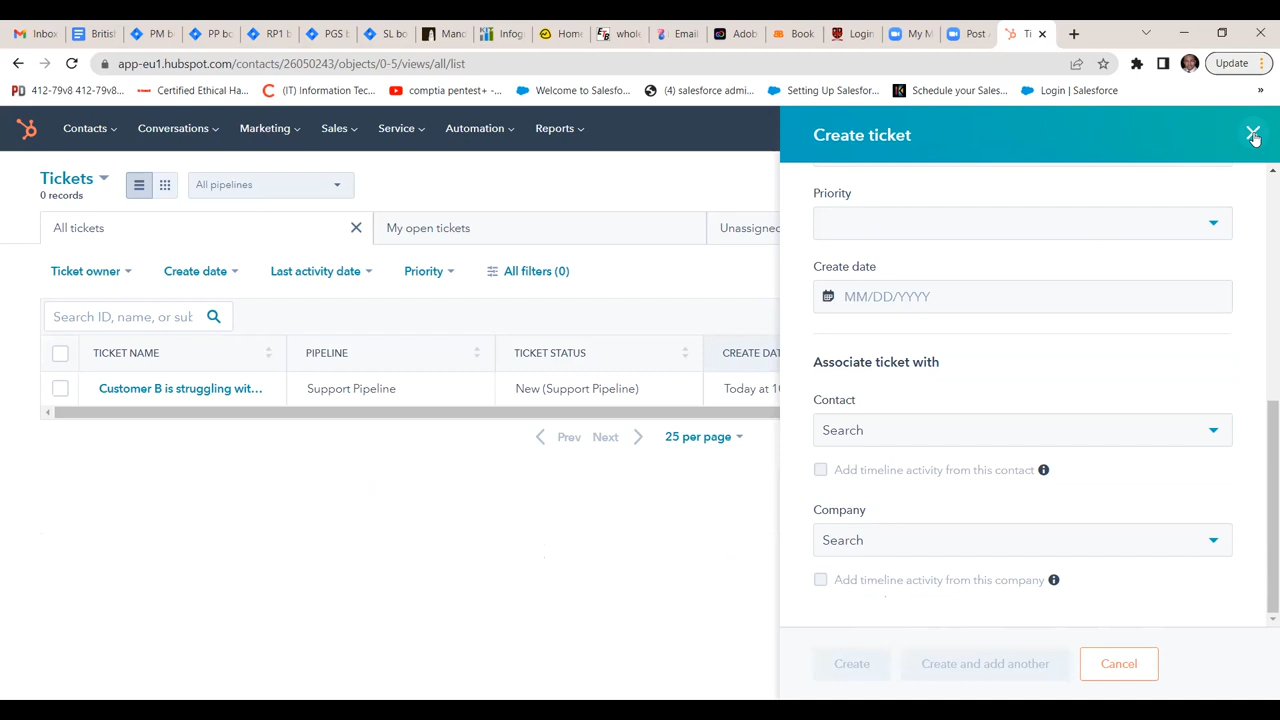 Inbo
British
PM b
PP bo
RP1 b
PGS b
SL bo
Mano
Infog
Home
whole
Email
Adob
Book
Login
My M
Post
Ti
app-eu1.hubspot.com/contacts/26050243/objects/0-5/views/all/list
Update
412-79v8 412-79v8...
Certified Ethical Ha...
(IT) Information Tec...
comptia pentest+ -...
Welcome to Salesfo...
(4) salesforce admi...
Setting Up Salesfor...
Schedule your Sales...
Login | Salesforce
»
Contacts
Conversations
Marketing
Sales
Service
Automation
Reports
Create ticket
Tickets
0 records
All pipelines
All tickets
My open tickets
Unassigned
Ticket owner
Create date
Last activity date
Priority
All filters (0)
Search ID, name, or sub
TICKET NAME
PIPELINE
TICKET STATUS
CREATE DA
Customer B is struggling wit...
Support Pipeline
New (Support Pipeline)
Today at 10
Prev
Next
25 per page
Priority
Create date
MM/DD/YYYY
Associate ticket with
Contact
Search
Add timeline activity from this contact
Company
Search
Add timeline activity from this company
Create
Create and add another
Cancel